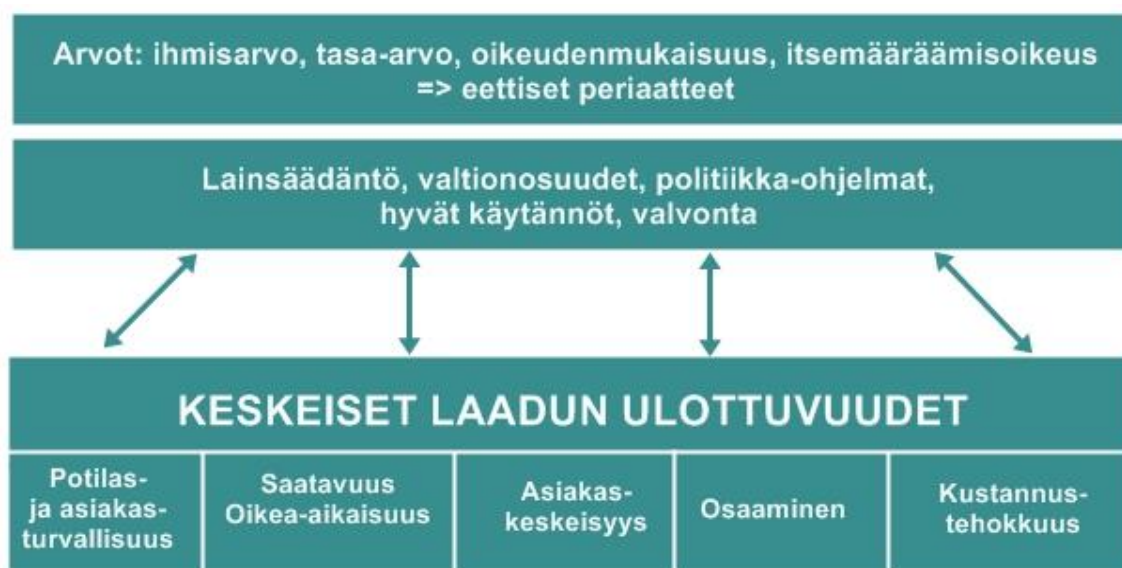 Arvot: ihmisarvo, tasa-arvo, oikeudenmukaisuus, itsemääräämisoikeus
=> eettiset periaatteet
Lainsäädäntö, valtionosuudet, politiikka-ohjelmat,
hyvät käytännöt, valvonta
KESKEISET LAADUN ULOTTUVUUDET
Potilas-
ja asiakas-
turvallisuus
Saatavuus
Oikea-aikaisuus
Asiakas-
keskeisyys
Osaaminen
Kustannus-
tehokkuus